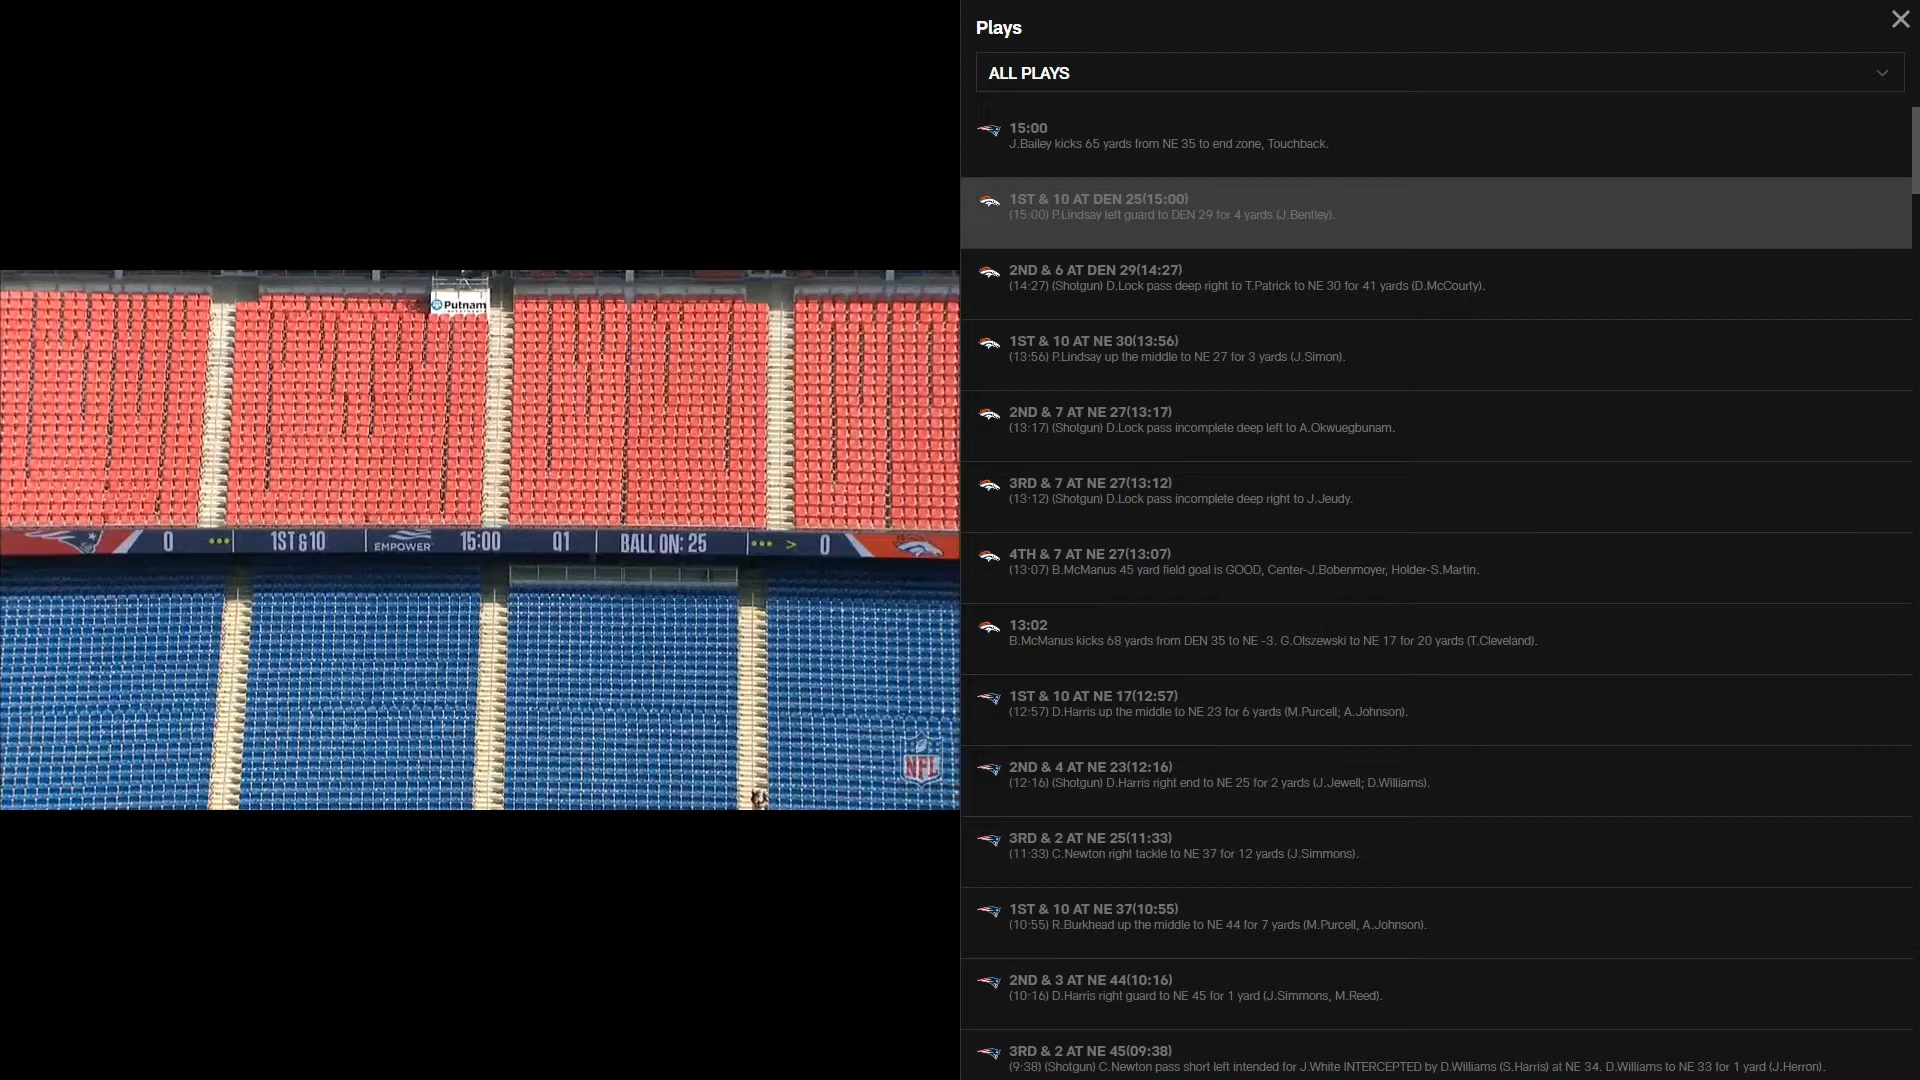 Plays
ALL PLAYS
15:00
J.Bailey kicks 65 yards from NE 35 to end zone, Touchback.
1ST & 10 AT DEN 25(15:00)
(15:00) P.Lindsay left guard to DEN 29 for 4 yards (J.Bentley).
2ND & 6 AT DEN 29(14:27)
(14:27) (Shotgun) D.Lock pass deep right to T.Patrick to NE 30 for 41 yards (D.McCourty).
1ST & 10 AT NE 30(13:56)
(13:56) P.Lindsay up the middle to NE 27 for 3 yards (J.Simon).
2ND & 7 AT NE 27(13:17)
(13:17) (Shotgun) D.Lock pass incomplete deep left to A.Okwuegbunam.
3RD & 7 AT NE 27(13:12)
(13:12) (Shotgun) D.Lock pass incomplete deep right to J.Jeudy.
4TH & 7 AT NE 27(13:07)
(13:07) B.McManus 45 yard field goal is GOOD, Center-J.Bobenmoyer, Holder-S.Martin.
13:02
B.McManus kicks 68 yards from DEN 35 to NE -3. G.Olszewski to NE 17 for 20 yards (T.Cleveland).
1ST & 10 AT NE 17(12:57)
(12:57) D.Harris up the middle to NE 23 for 6 yards (M.Purcell; A.Johnson).
2ND & 4 AT NE 23(12:16)
(12:16) (Shotgun) D.Harris right end to NE 25 for 2 yards (J.Jewell; D.Williams).
3RD & 2 AT NE 25(11:33)
(11:33) C.Newton right tackle to NE 37 for 12 yards (J.Simmons).
1ST & 10 AT NE 37(10:55)
(10:55) R.Burkhead up the middle to NE 44 for 7 yards (M.Purcell, A.Johnson).
2ND & 3 AT NE 44(10:16)
(10:16) D.Harris right guard to NE 45 for 1 yard (J.Simmons, M.Reed).
3RD & 2 AT NE 45(09:38)
(9:38) (Shotgun) C.Newton pass short left intended for J.White INTERCEPTED by D.Williams (S.Harris) at NE 34. D.Williams to NE 33 for 1 yard (J.Herron).
Putnam
0 1ST & 10 EMPOWER 15:00 Q1 BALL ON: 25 > 0
NFL